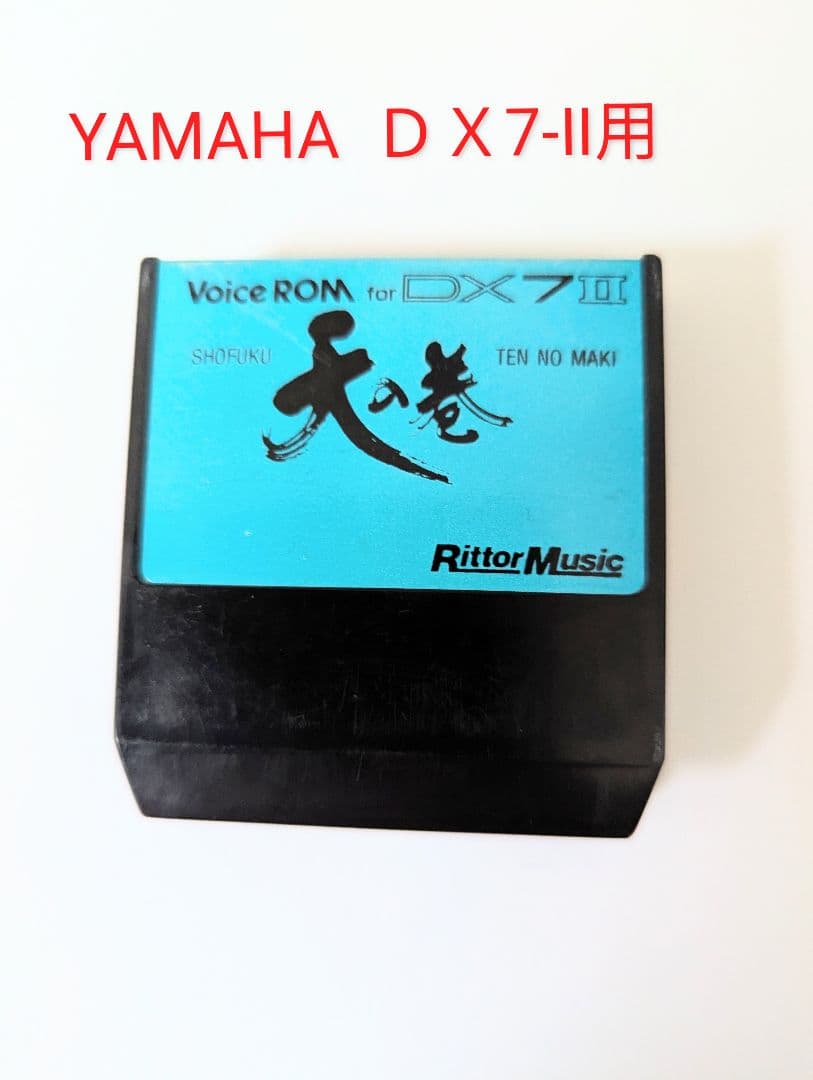 YAMAHA ＤＸ7-II用
Voice ROM for DX7II
SHOFUKU 天の巻 TEN NO MAKI
RittorMusic